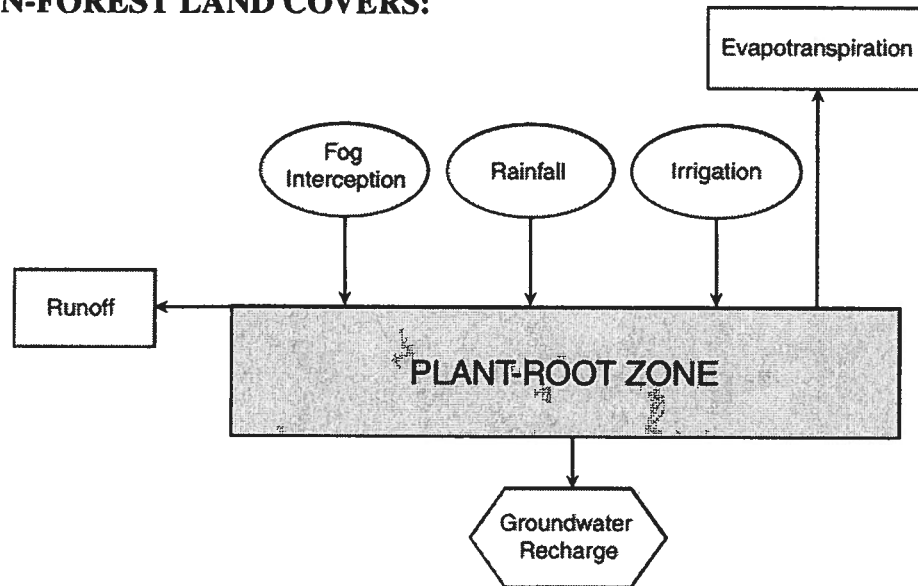 N-FOREST LAND COVERS:
Evapotranspiration
Fog
Interception
Rainfall
Irrigation
Runoff
PLANT-ROOT ZONE
Groundwater
Recharge